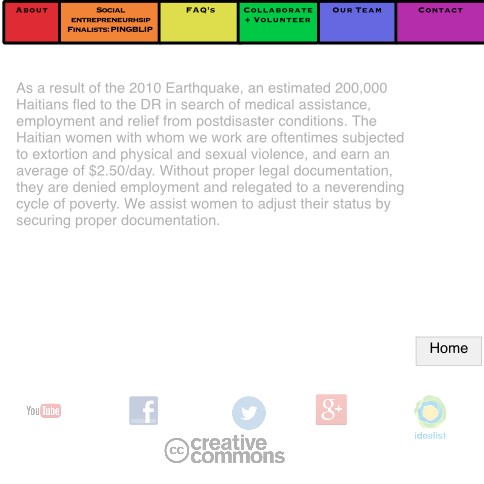 About
Social
entrepreneurhsip
Finalists: PINGBLIP
FAQ's
Collaborate
+ Volunteer
Our Team
Contact
As a result of the 2010 Earthquake, an estimated 200,000
Haitians fled to the DR in search of medical assistance,
employment and relief from postdisaster conditions. The
Haitian women with whom we work are oftentimes subjected
to extortion and physical and sexual violence, and earn an
average of $2.50/day. Without proper legal documentation,
they are denied employment and relegated to a neverending
cycle of poverty. We assist women to adjust their status by
securing proper documentation.
Home
YouTube
f
g+
idealist
cc creative
commons